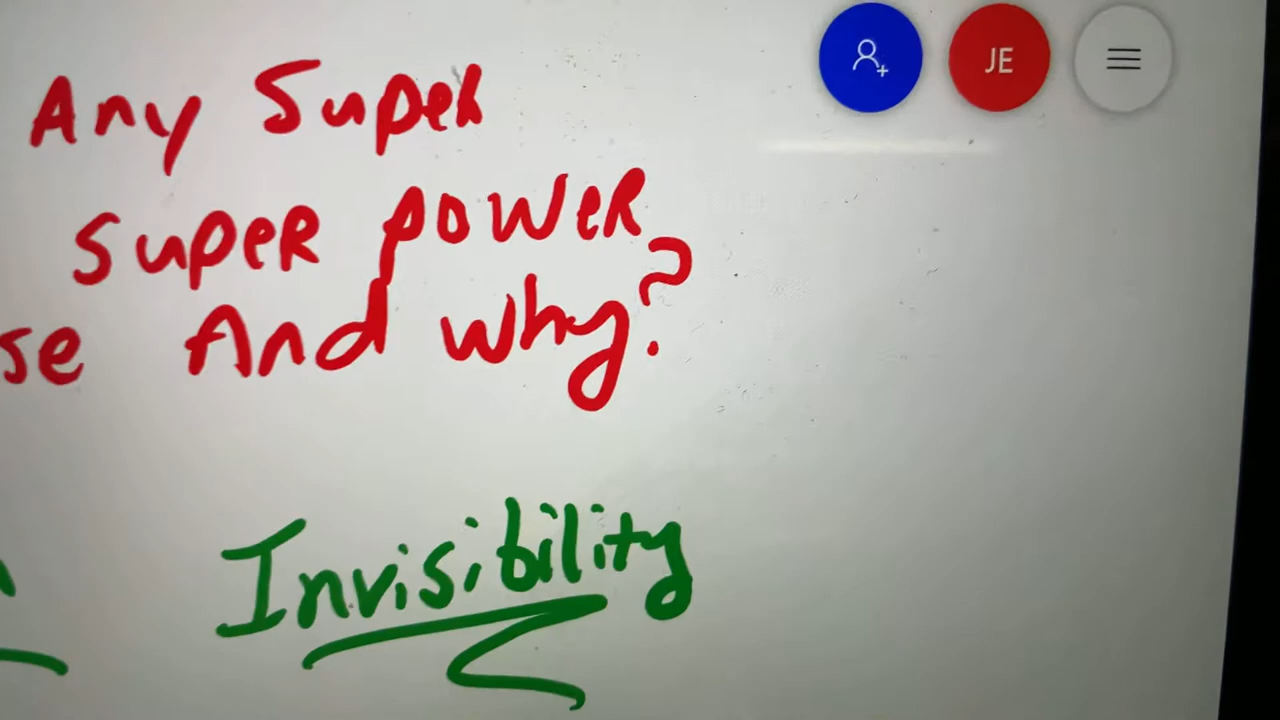 JE
Any Super
super power
se And why?
Invisibility